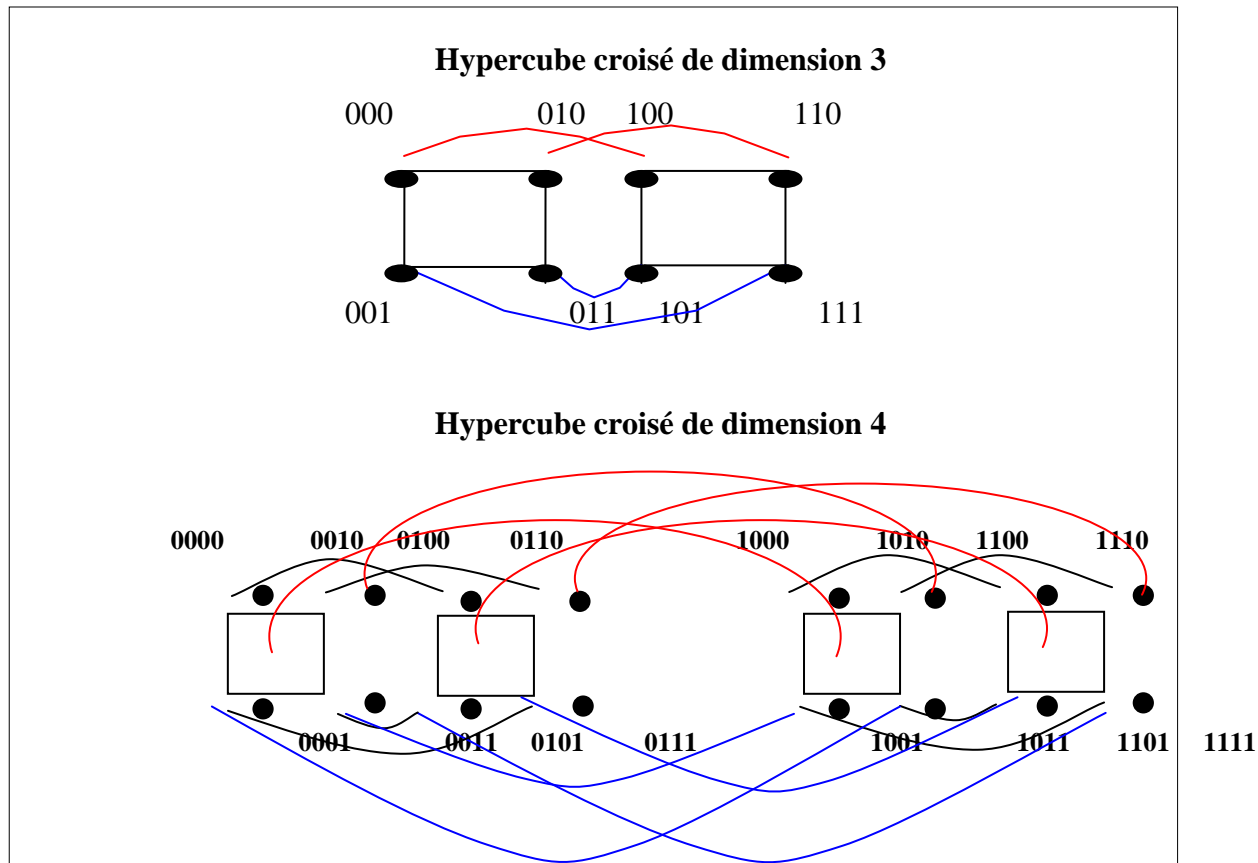 Hypercube croisé de dimension 3
000 010 100 110
001 011 101 111
Hypercube croisé de dimension 4
0000 0010 0100 0110 1000 1010 1100 1110
0001 0011 0101 0111 1001 1011 1101 1111